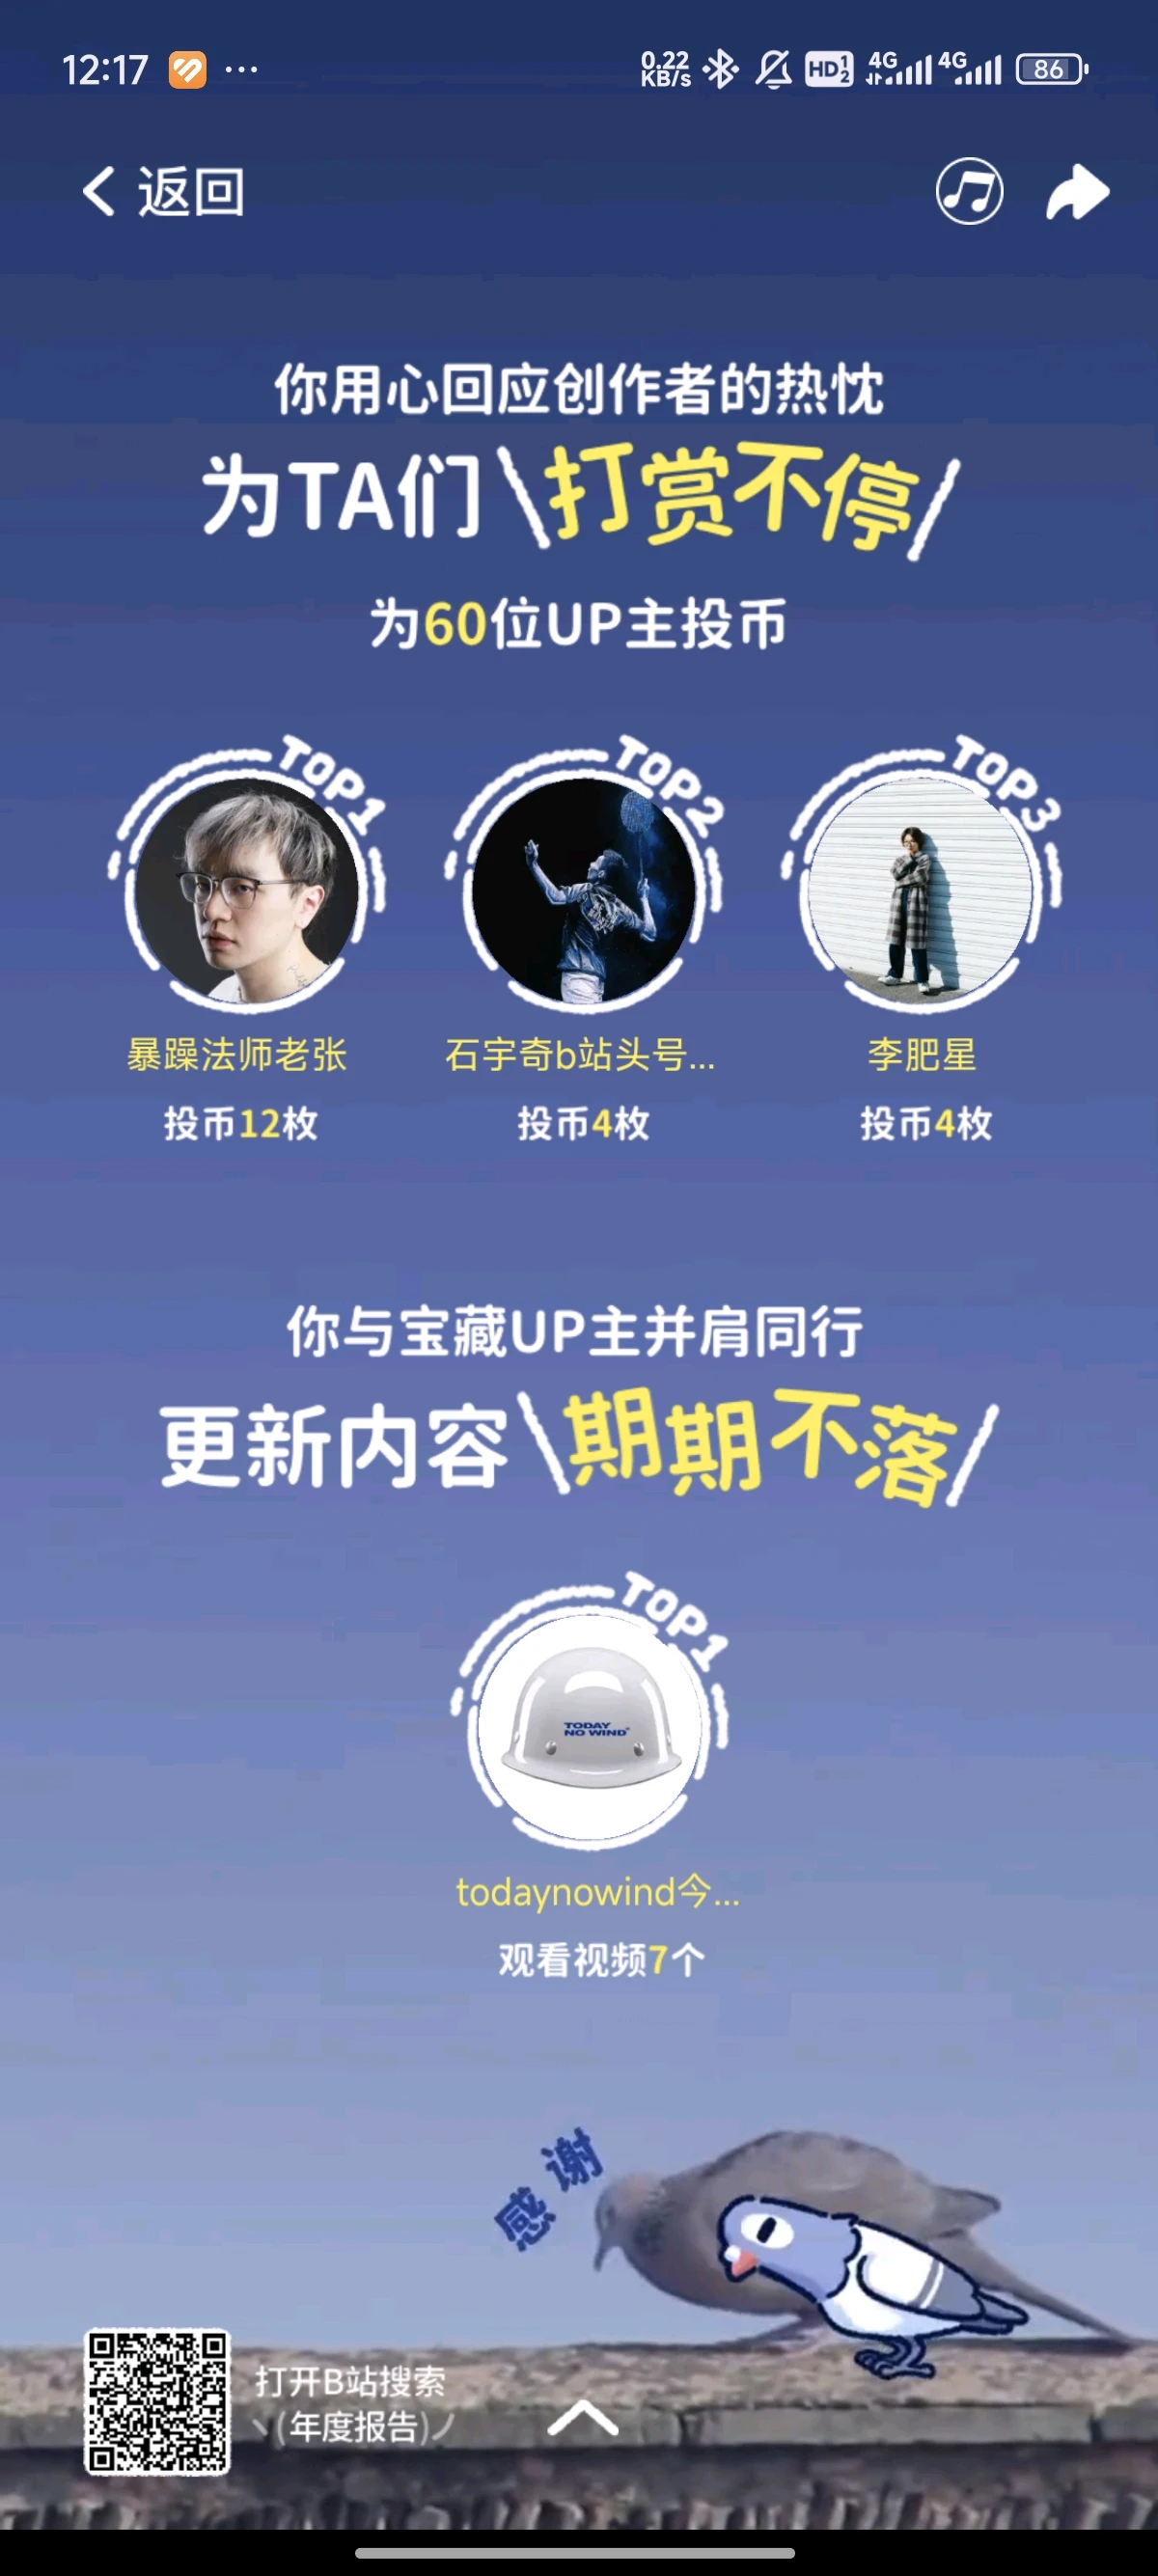 12:17 ...
0.22 KB/s HD 1 2 4G 4G 86
返回
你用心回应创作者的热忱
为TA们\打赏不停/
为60位UP主投币
TOP1 TOP2 TOP3
暴躁法师老张 石宇奇b站头号... 李肥星
投币12枚 投币4枚 投币4枚
你与宝藏UP主并肩同行
更新内容\期期不落/
TOP1
TODAY
NO WIND
todaynowind今...
观看视频7个
感谢
打开B站搜索
(年度报告)